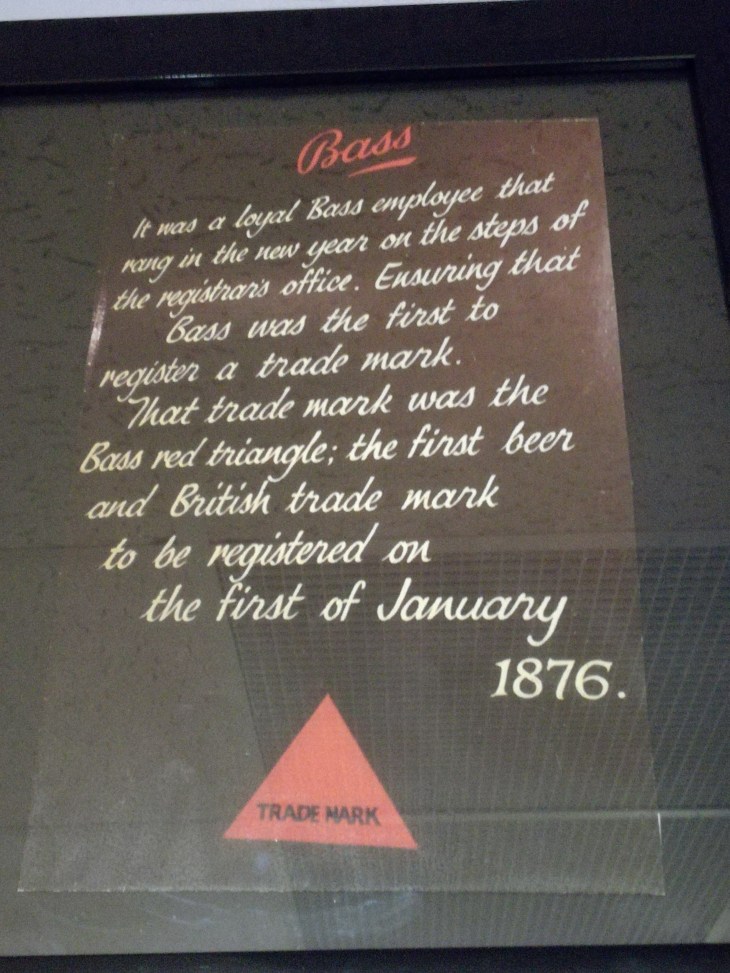 Bass
It was a loyal Bass employee that
rang in the new year on the steps of
the registrar's office. Ensuring that
Bass was the first to
register a trade mark.
That trade mark was the
Bass red triangle; the first beer
and British trade mark
to be registered on
the first of January
1876.
TRADE MARK